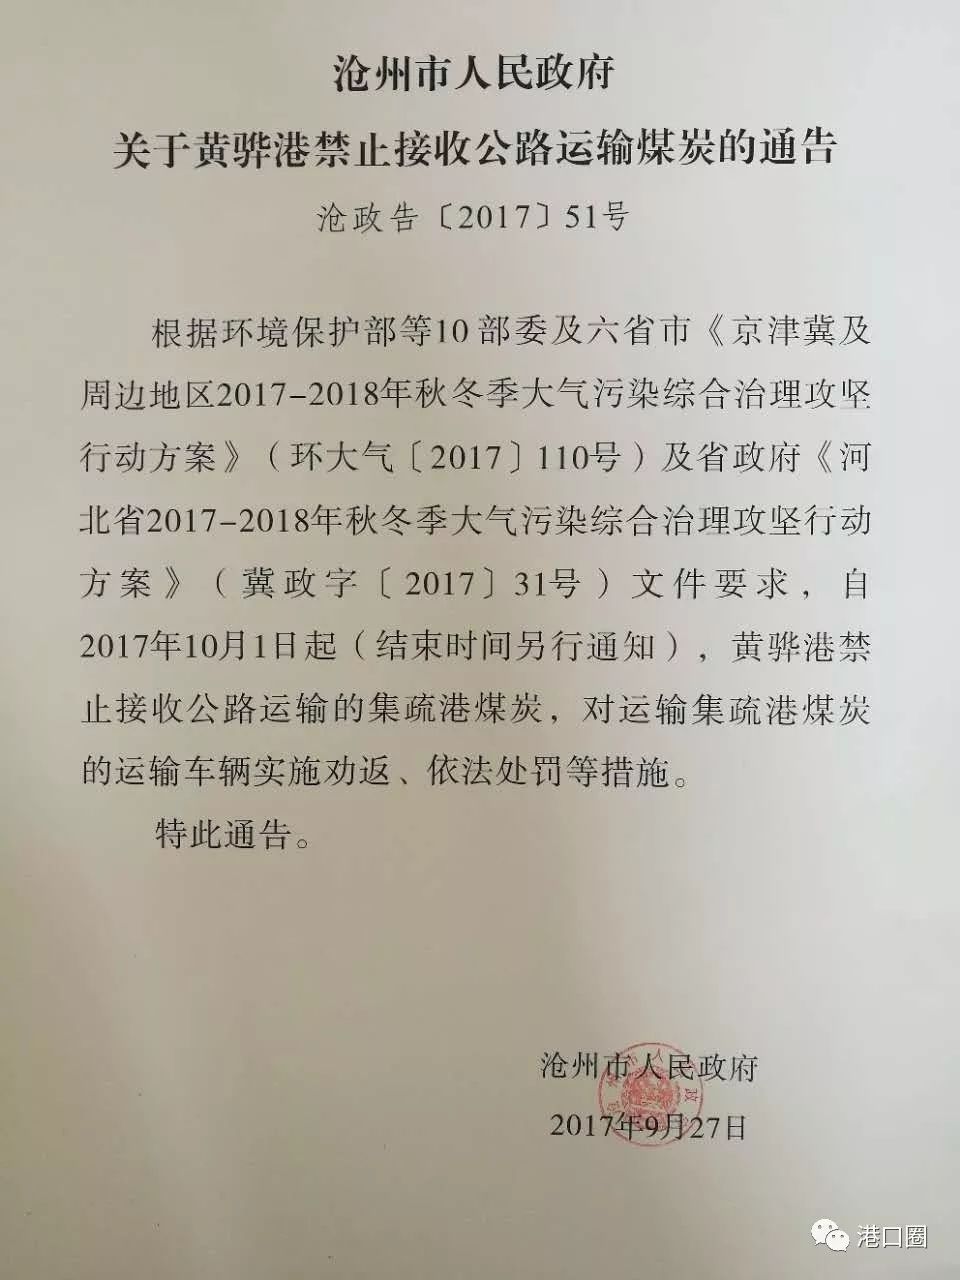 沧州市人民政府
关于黄骅港禁止接收公路运输煤炭的通告
沧政告〔2017〕51号
根据环境保护部等10部委及六省市《京津冀及
周边地区2017-2018年秋冬季大气污染综合治理攻坚
行动方案》（环大气〔2017〕110号）及省政府《河
北省2017-2018年秋冬季大气污染综合治理攻坚行动
方案》（冀政字〔2017〕31号）文件要求，自
2017年10月1日起（结束时间另行通知），黄骅港禁
止接收公路运输的集疏港煤炭，对运输集疏港煤炭
的运输车辆实施劝返、依法处罚等措施。
特此通告。
沧州市人民政府
2017年9月27日
港口圈